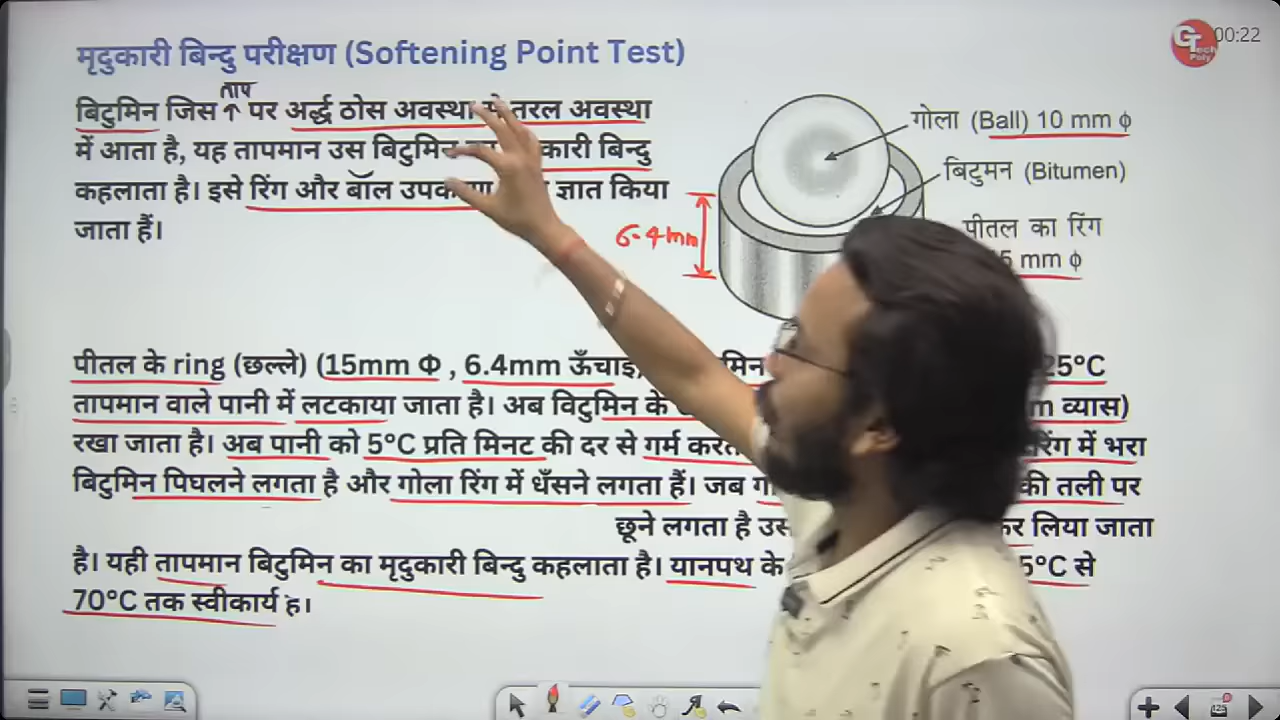 मृदुकारी बिन्दु परीक्षण (Softening Point Test)
GTech Poly
00:22
ताप
बिटुमिन जिस ↑ पर अर्द्ध ठोस अवस्था से तरल अवस्था
में आता है, यह तापमान उस बिटुमिन कारी बिन्दु
कहलाता है। इसे रिंग और बॉल ज्ञात किया
जाता हैं।
गोला (Ball) 10 mm ϕ
बिटुमन (Bitumen)
पीतल का रिंग
5 mm ϕ
6.4mm
पीतल के ring (छल्ले) (15mm Φ , 6.4mm ऊँचाई) 25°C
तापमान वाले पानी में लटकाया जाता है। अब विटुमिन के व्यास)
रखा जाता है। अब पानी को 5°C प्रति मिनट की दर से गर्म रिंग में भरा
बिटुमिन पिघलने लगता है और गोला रिंग में धँसने लगता हैं। जब की तली पर
छूने लगता है कर लिया जाता
है। यही तापमान बिटुमिन का मृदुकारी बिन्दु कहलाता है। यानपथ के 5°C से
70°C तक स्वीकार्य है।